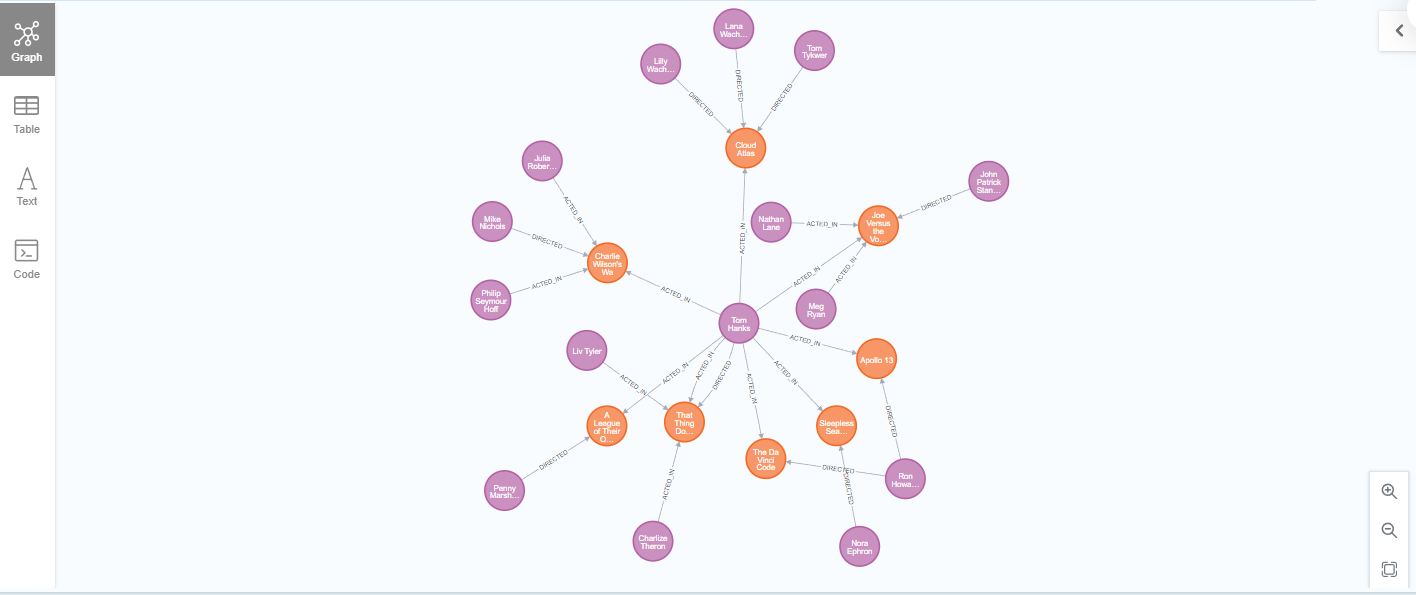 Graph
Table
Text
Code
Lana
Wach...
Lilly
Wach...
Tom
Tykwer
DIRECTED
DIRECTED
DIRECTED
Cloud
Atlas
Julia
Rober...
ACTED_IN
Mike
Nichols
DIRECTED
Philip
Seymour
Hoff
ACTED_IN
Charlie
Wilson's
Wa
ACTED_IN
ACTED_IN
Nathan
Lane
ACTED_IN
Joe
Versus
the
Vo...
DIRECTED
John
Patrick
Stan...
ACTED_IN
ACTED_IN
Meg
Ryan
Tom
Hanks
ACTED_IN
Apollo 13
Liv Tyler
ACTED_IN
ACTED_IN
ACTED_IN
DIRECTED
ACTED_IN
ACTED_IN
DIRECTED
A
League
of Their
O...
That
Thing
Do...
The Da
Vinci
Code
Sleepless
Sea...
DIRECTED
Penny
Marsh...
ACTED_IN
Charlize
Theron
DIRECTED
DIRECTED
Ron
Howa...
Nora
Ephron